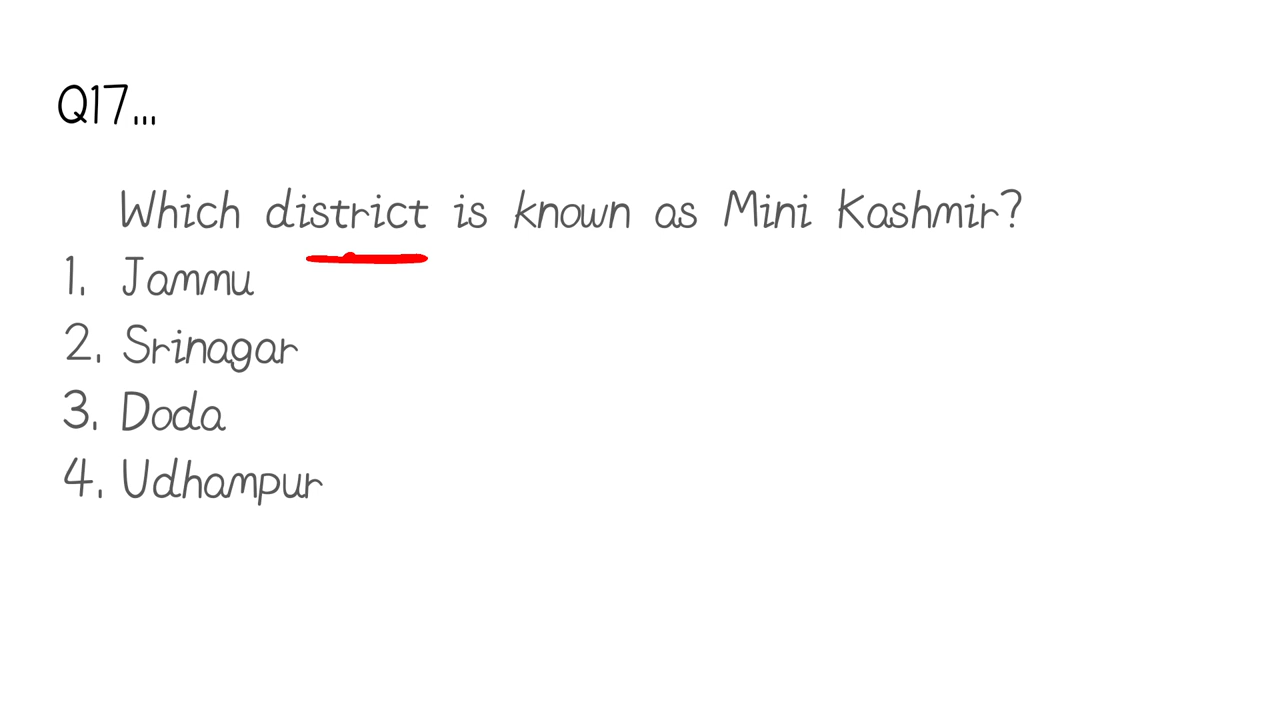 Q17...
Which district is known as Mini Kashmir?
1. Jammu
2. Srinagar
3. Doda
4. Udhampur